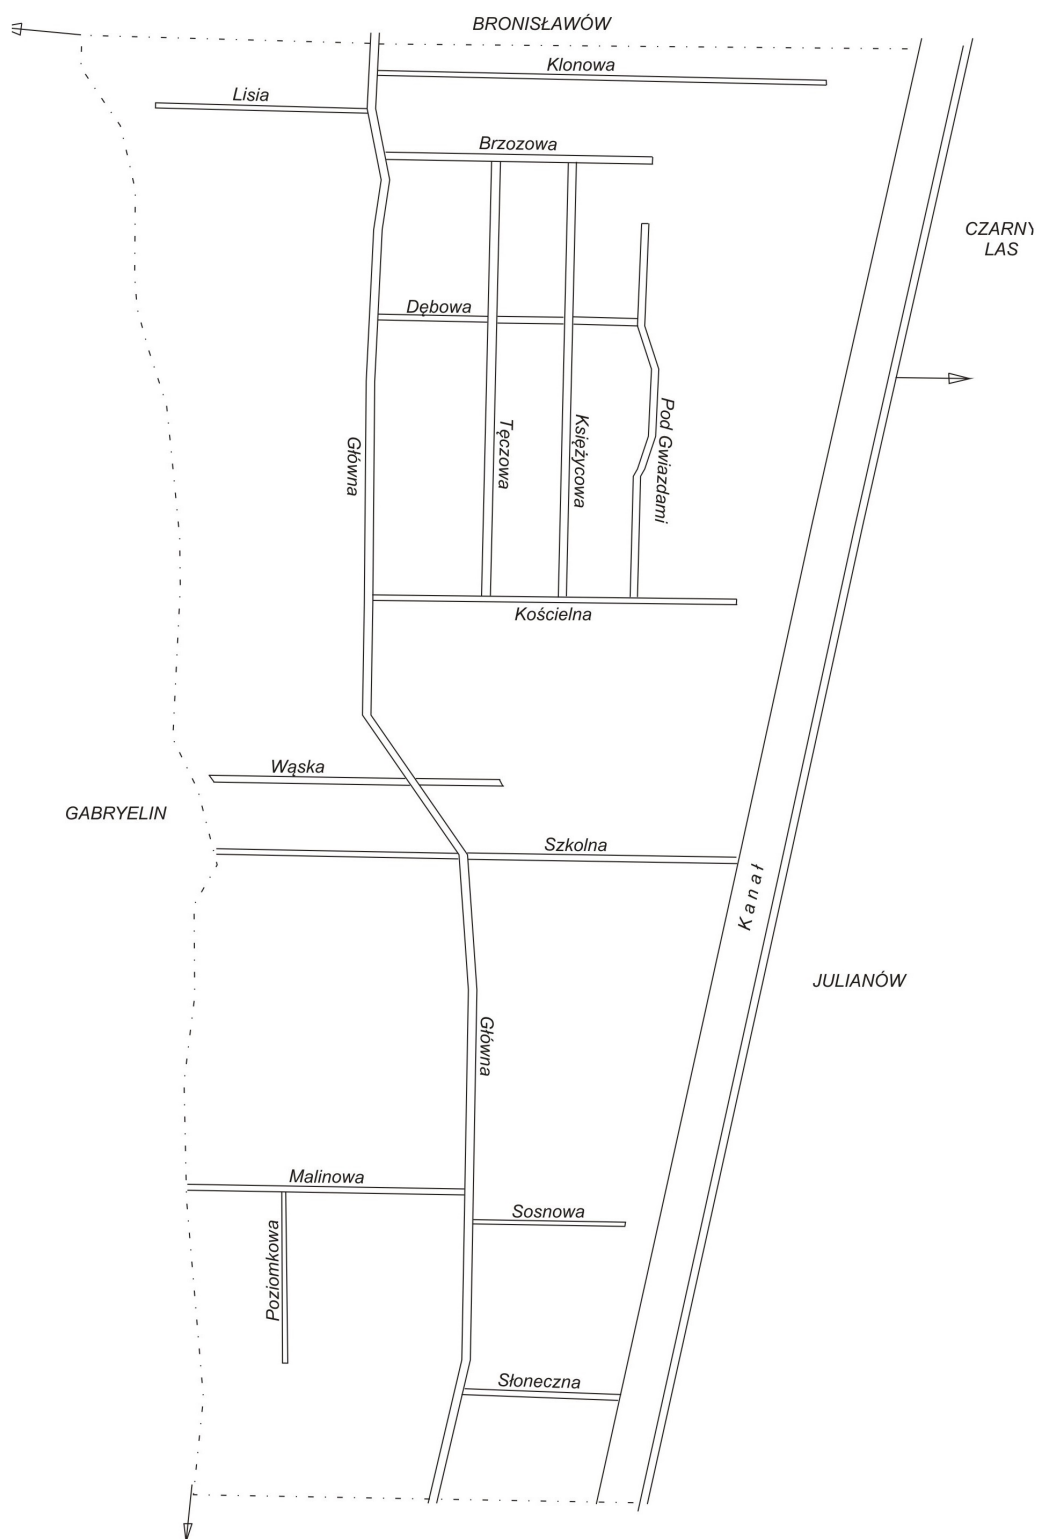 BRONISŁAWÓW
Klonowa
Lisia
Brzozowa
CZARNY
LAS
Dębowa
Główna
Tęczowa
Księżycowa
Pod Gwiazdami
Kościelna
Wąska
GABRYELIN
Szkolna
Kanał
JULIANÓW
Główna
Malinowa
Sosnowa
Poziomkowa
Słoneczna